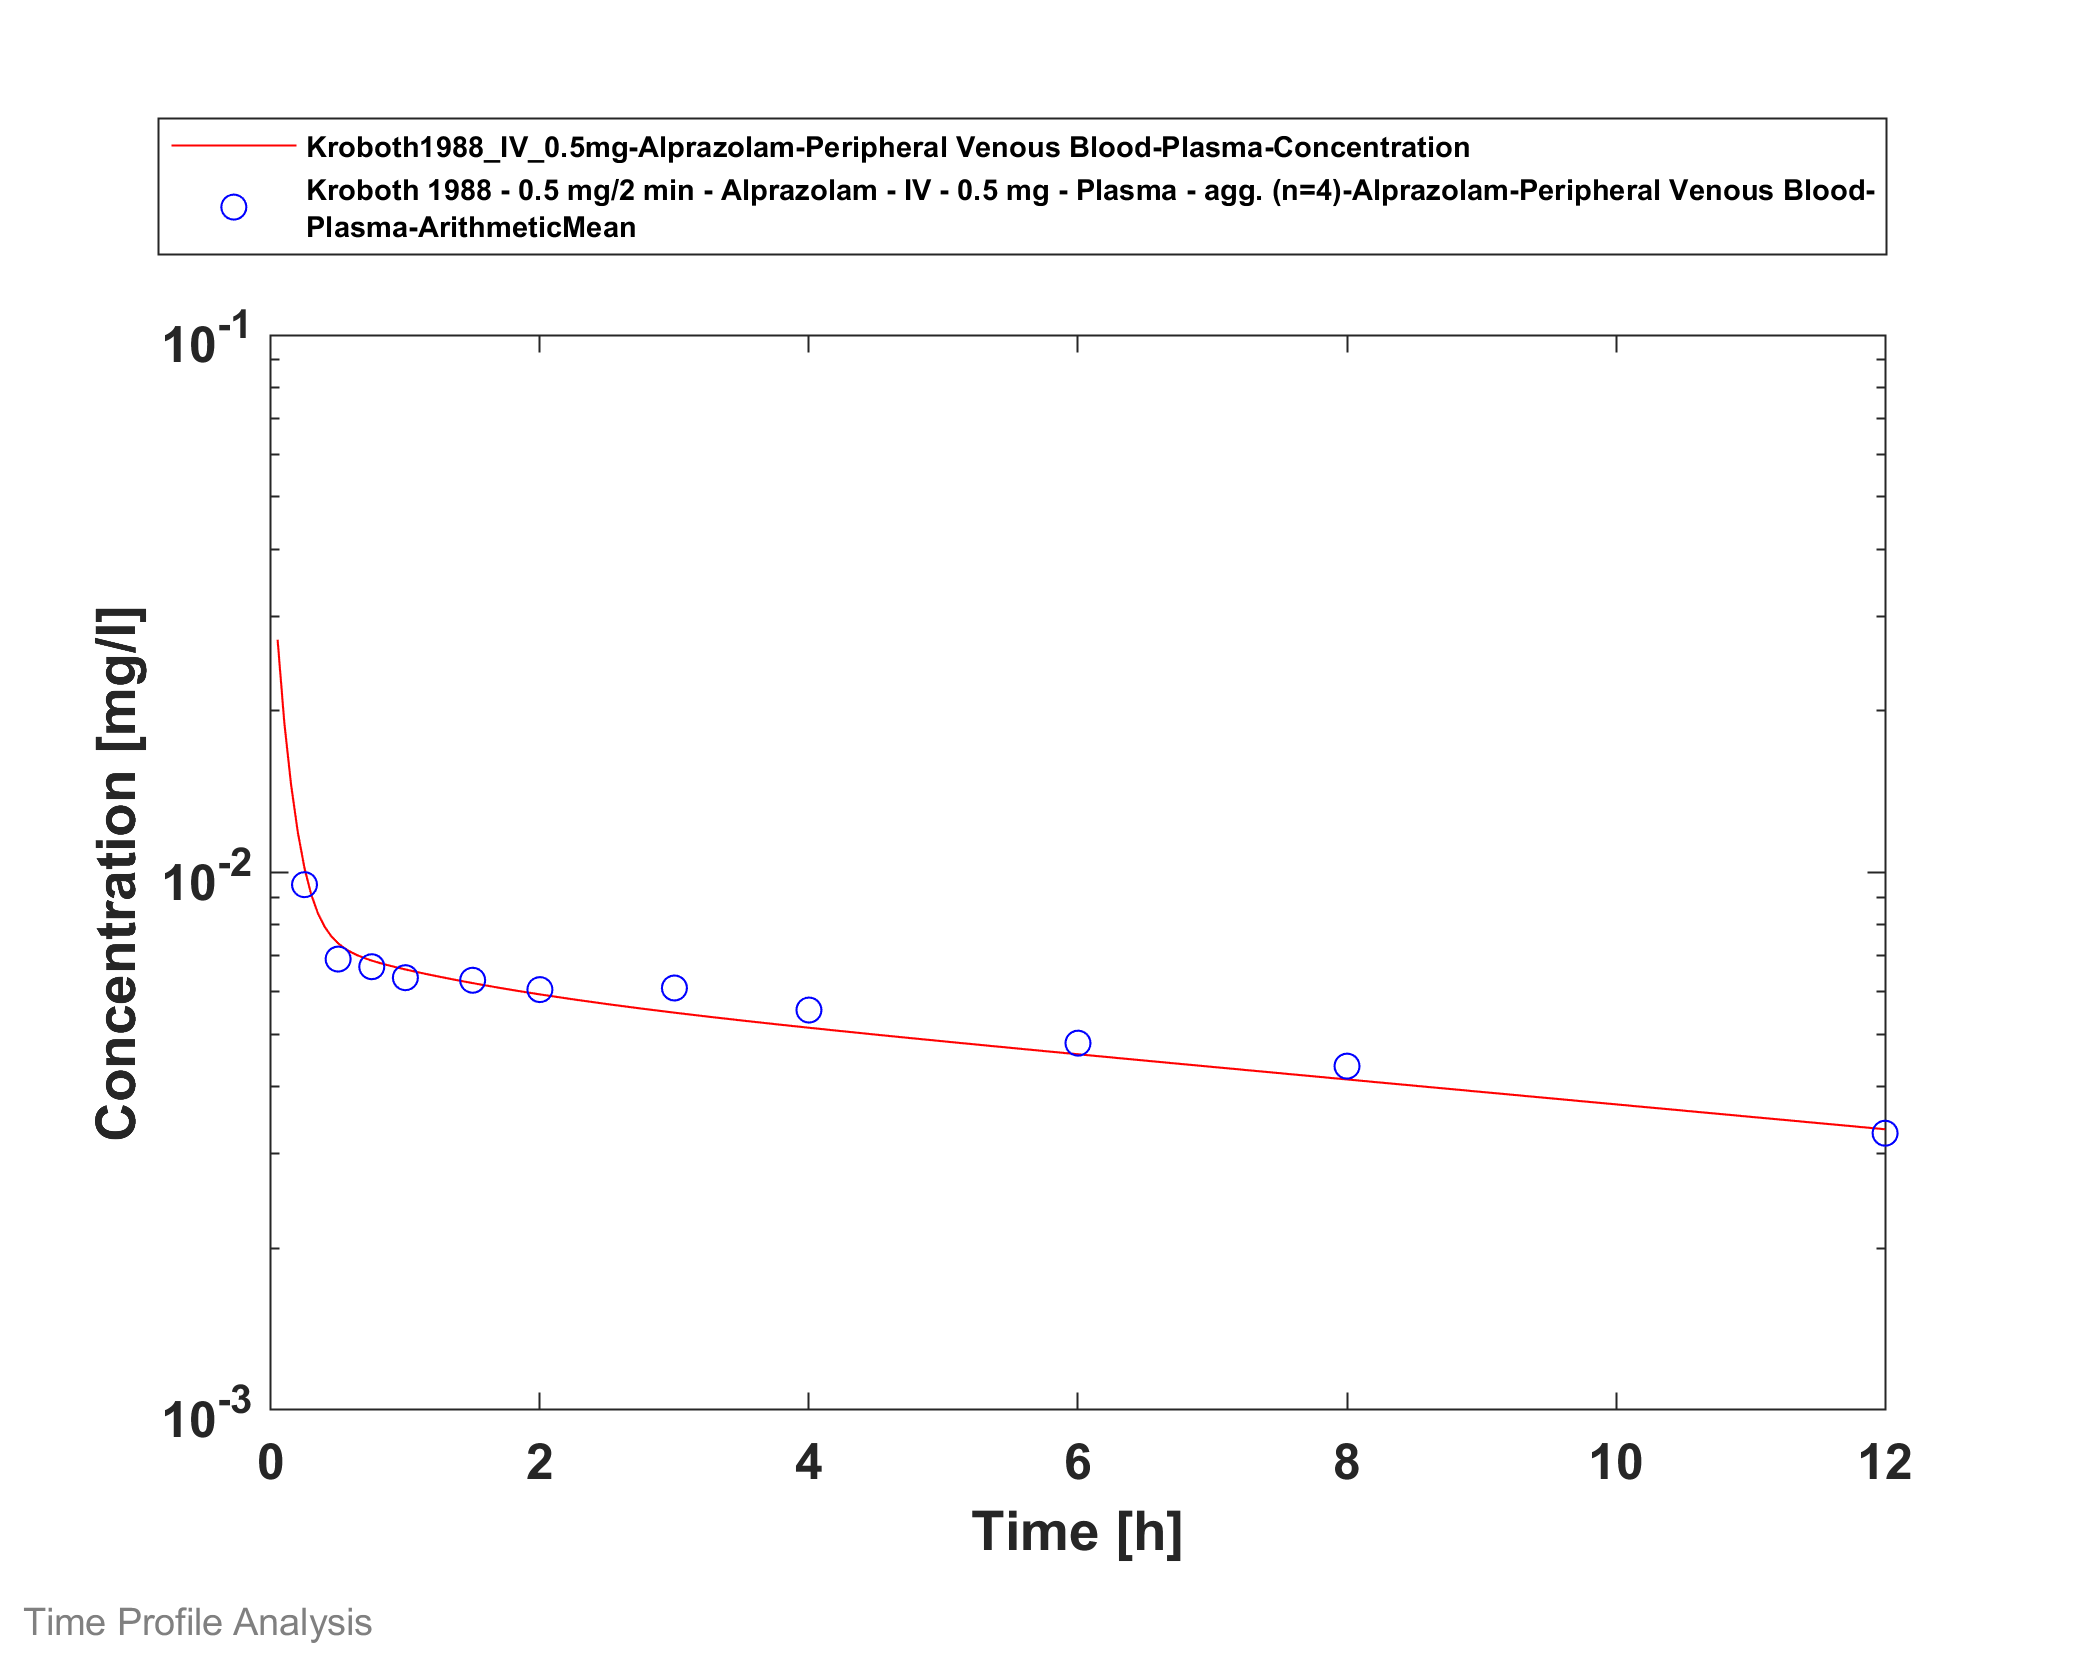 Kroboth1988_IV_0.5mg-Alprazolam-Peripheral Venous Blood-Plasma-Concentration
Kroboth 1988 - 0.5 mg/2 min - Alprazolam - IV - 0.5 mg - Plasma - agg. (n=4)-Alprazolam-Peripheral Venous Blood-
Plasma-ArithmeticMean
10^-1
10^-2
10^-3
Concentration [mg/l]
0 2 4 6 8 10 12
Time [h]
Time Profile Analysis